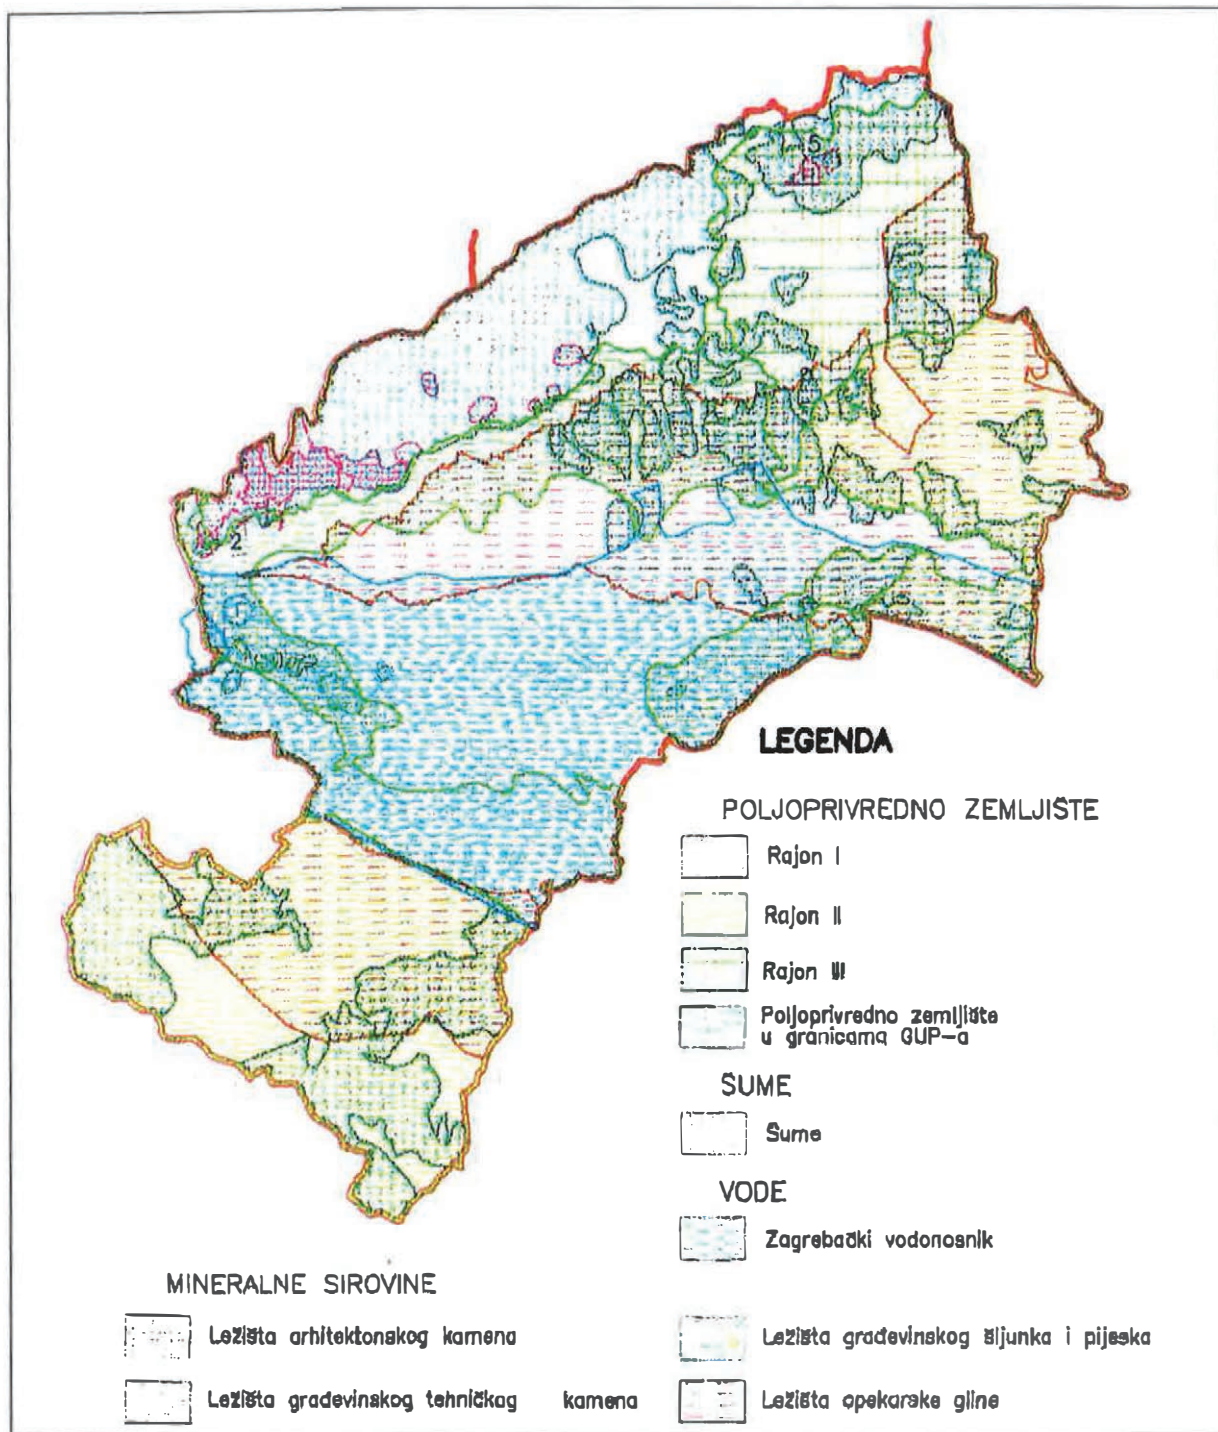 5
2
1
LEGENDA
POLJOPRIVREDNO ZEMLJIŠTE
Rajon I
Rajon II
Rajon III
Poljoprivredno zemljište
u granicama GUP-a
ŠUME
Šume
VODE
Zagrebački vodonosnik
MINERALNE SIROVINE
Ležišta arhitektonskog kamena
Ležišta građevinskog šljunka i pijeska
Ležišta građevinskog tehničkog kamena
Ležišta opekarske gline